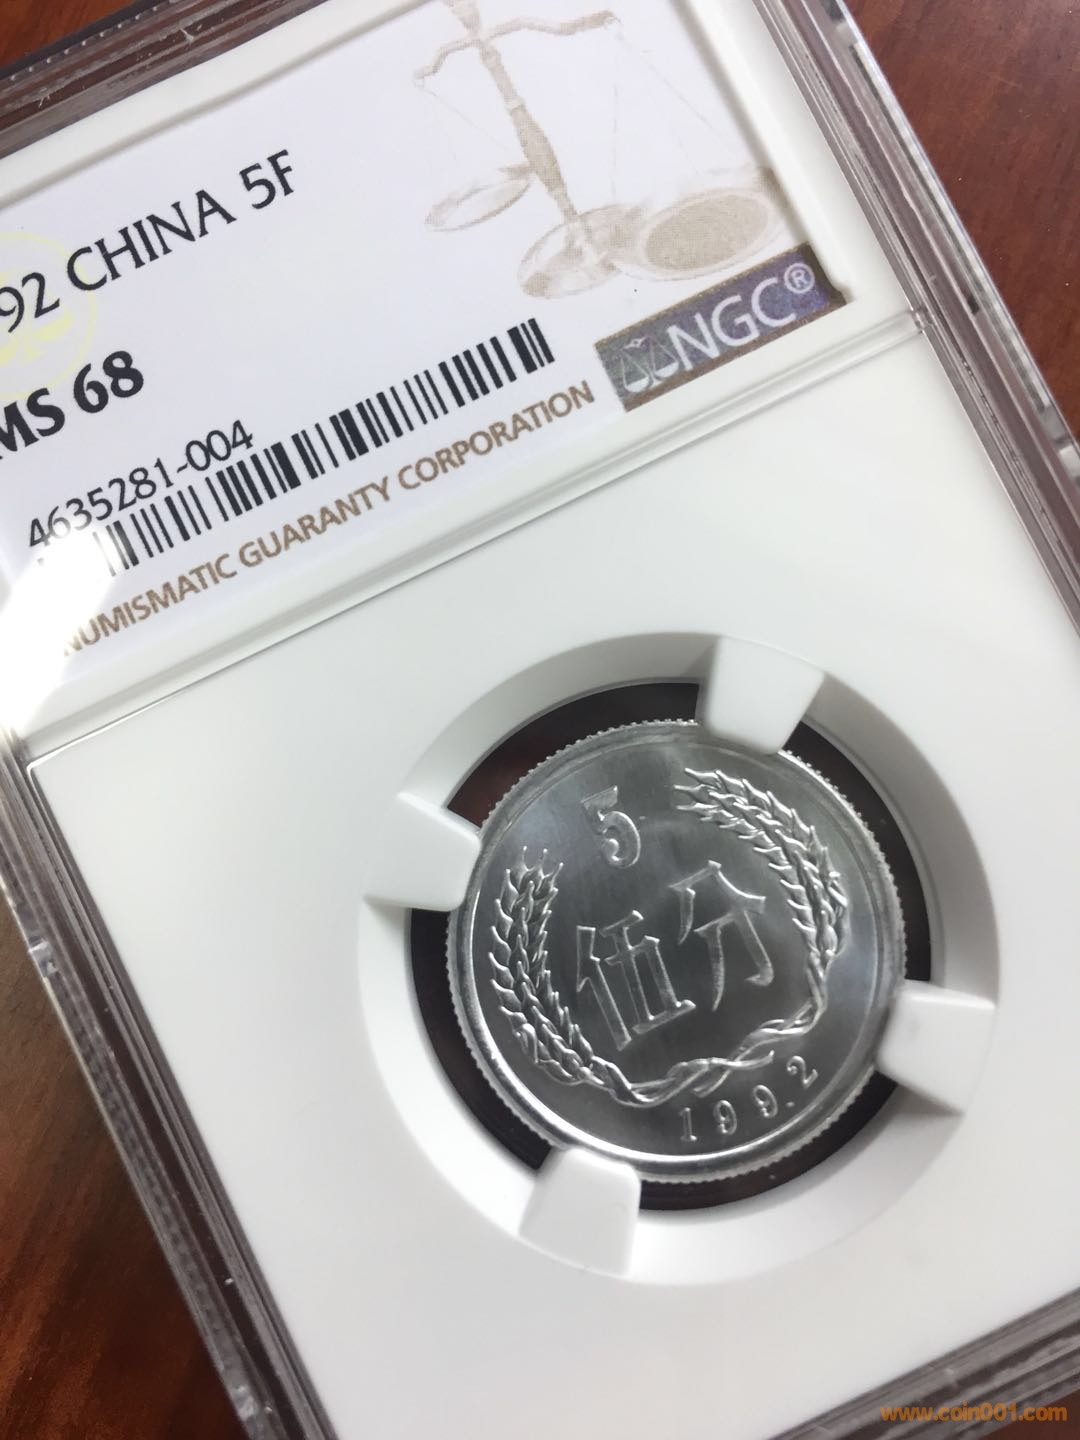 92 CHINA 5F
MS 68
4635281-004
NUMISMATIC GUARANTY CORPORATION
NGC®
5
伍分
1992
www.coin001.com